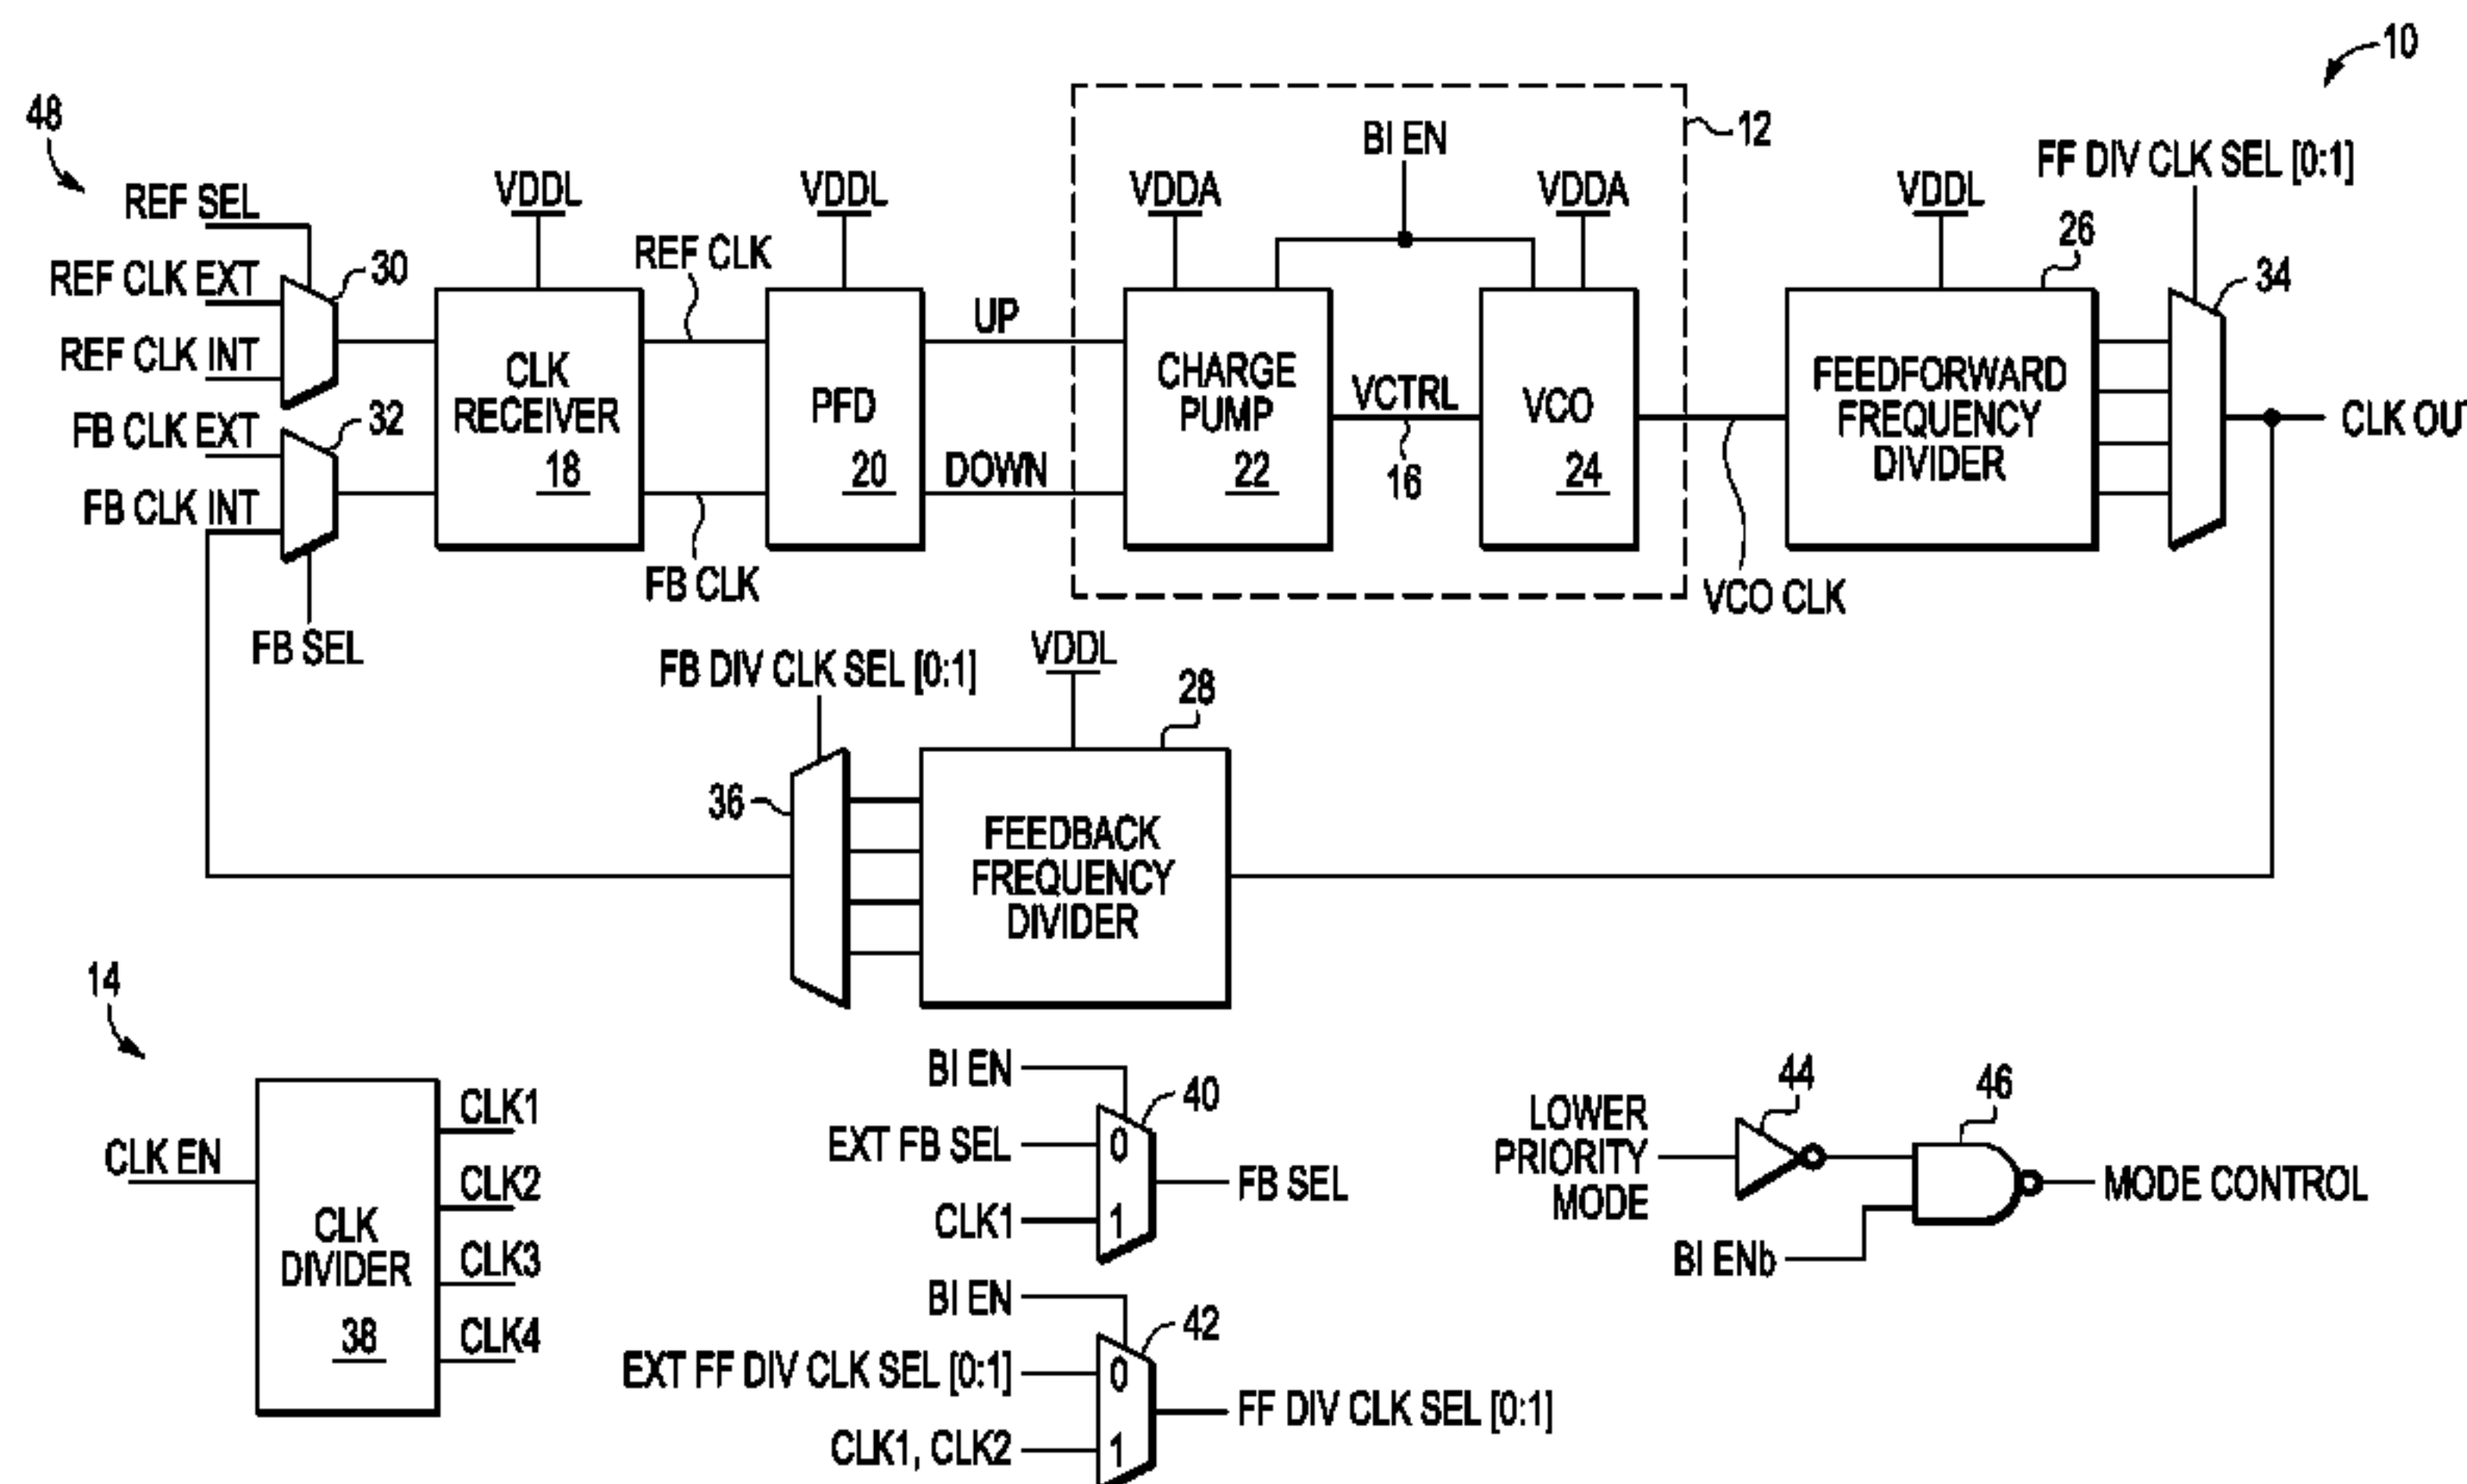 10
48
12
BI EN
FF DIV CLK SEL [0:1]
REF SEL
VDDL
VDDL
VDDA
VDDA
VDDL
26
REF CLK EXT
30
REF CLK
34
REF CLK INT
UP
CLK
RECEIVER
18
PFD
20
CHARGE
PUMP
22
VCTRL
16
VCO
24
FEEDFORWARD
FREQUENCY
DIVIDER
CLK OUT
FB CLK EXT
32
FB CLK INT
DOWN
FB CLK
VCO CLK
FB SEL
FB DIV CLK SEL [0:1]
VDDL
28
36
FEEDBACK
FREQUENCY
DIVIDER
14
CLK EN
CLK
DIVIDER
38
CLK1
CLK2
CLK3
CLK4
BI EN
40
EXT FB SEL
0
FB SEL
CLK1
1
BI EN
42
EXT FF DIV CLK SEL [0:1]
0
FF DIV CLK SEL [0:1]
CLK1, CLK2
1
44
46
LOWER
PRIORITY
MODE
MODE CONTROL
BI ENb